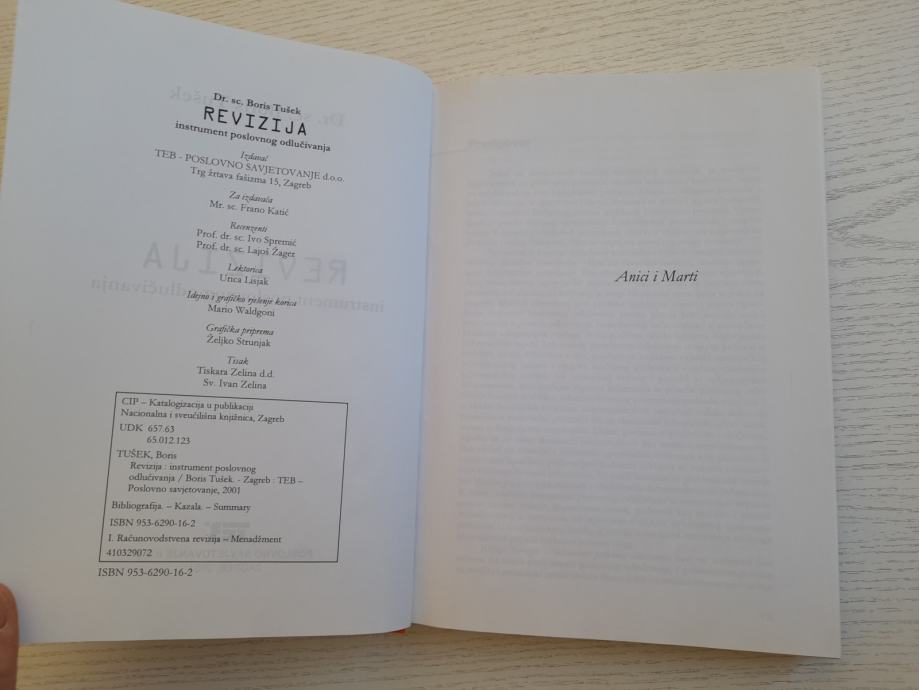 Dr. sc. Boris Tušek
REVIZIJA
instrument poslovnog odlučivanja
Izdavač
TEB - POSLOVNO SAVJETOVANJE d.o.o.
Trg žrtava fašizma 15, Zagreb
Za izdavača
Mr. sc. Frano Katić
Recenzenti
Prof. dr. sc. Ivo Spremić
Prof. dr. sc. Lajoš Žager
Lektorica
Utica Lisjak
Idejno i grafičko rješenje korica
Mario Waldgoni
Grafička priprema
Željko Strunjak
Tisak
Tiskara Zelina d.d.
Sv. Ivan Zelina
CIP – Katalogizacija u publikaciji
Nacionalna i sveučilišna knjižnica, Zagreb
UDK 657.63
65.012.123
TUŠEK, Boris
Revizija : instrument poslovnog
odlučivanja / Boris Tušek. - Zagreb : TEB –
Poslovno savjetovanje, 2001
Bibliografija. – Kazala. – Summary
ISBN 953-6290-16-2
I. Računovodstvena revizija – Menadžment
410329072
ISBN 953-6290-16-2
Anici i Marti